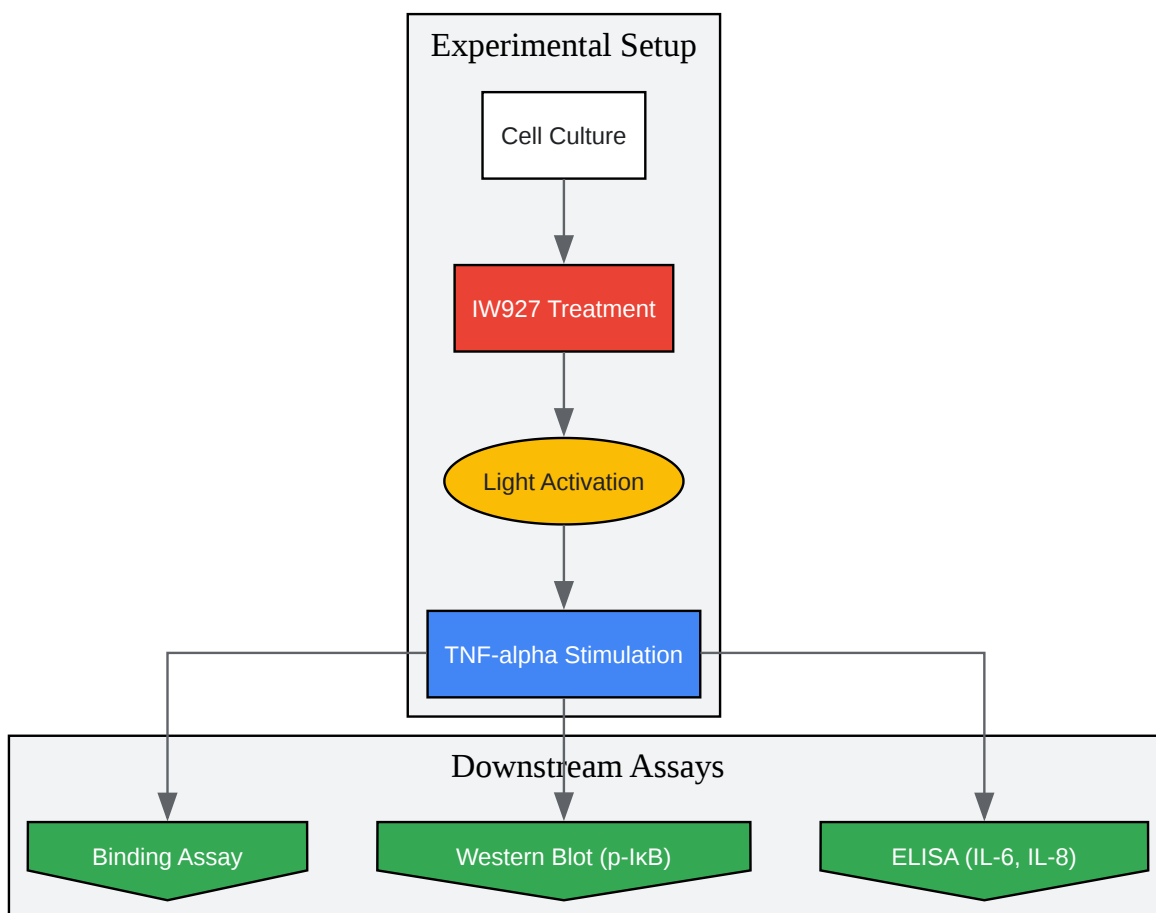 Experimental Setup
Cell Culture
IW927 Treatment
Light Activation
TNF-alpha Stimulation
Downstream Assays
Binding Assay
Western Blot (p-IκB)
ELISA (IL-6, IL-8)